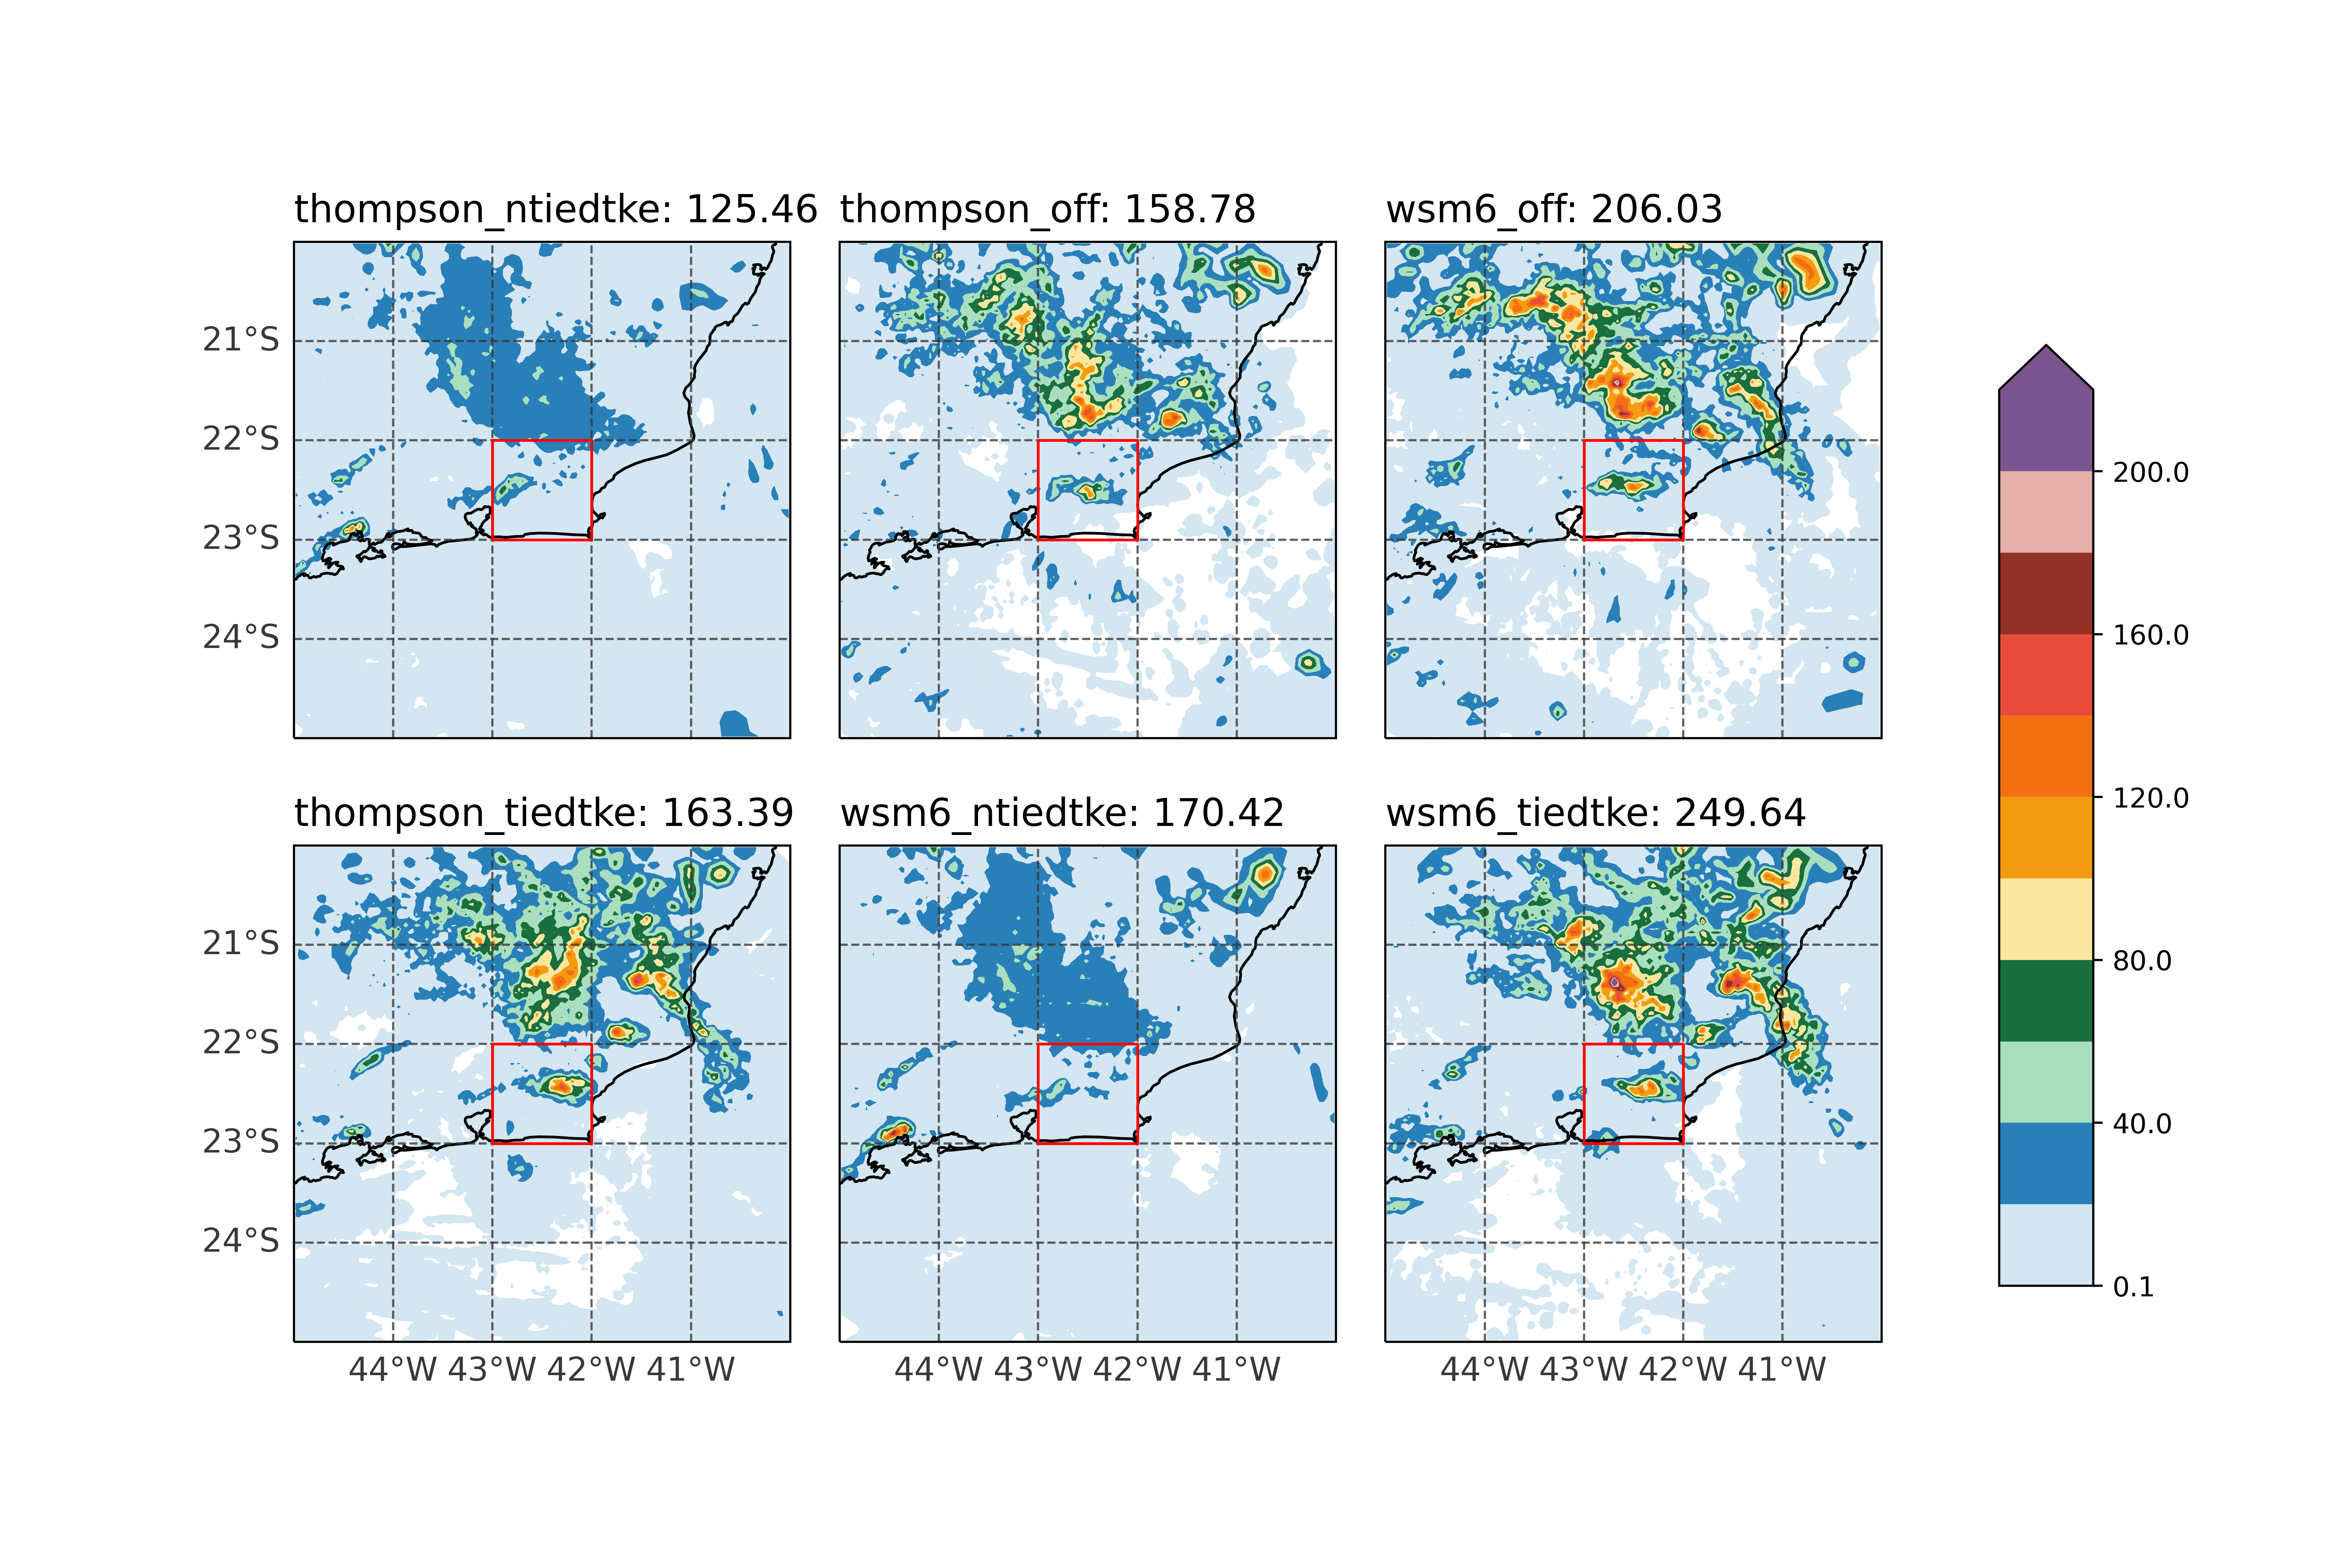 thompson_ntiedtke: 125.46
thompson_off: 158.78
wsm6_off: 206.03
21°S
22°S
23°S
24°S
thompson_tiedtke: 163.39
wsm6_ntiedtke: 170.42
wsm6_tiedtke: 249.64
21°S
22°S
23°S
24°S
44°W 43°W 42°W 41°W
44°W 43°W 42°W 41°W
44°W 43°W 42°W 41°W
200.0
160.0
120.0
80.0
40.0
0.1